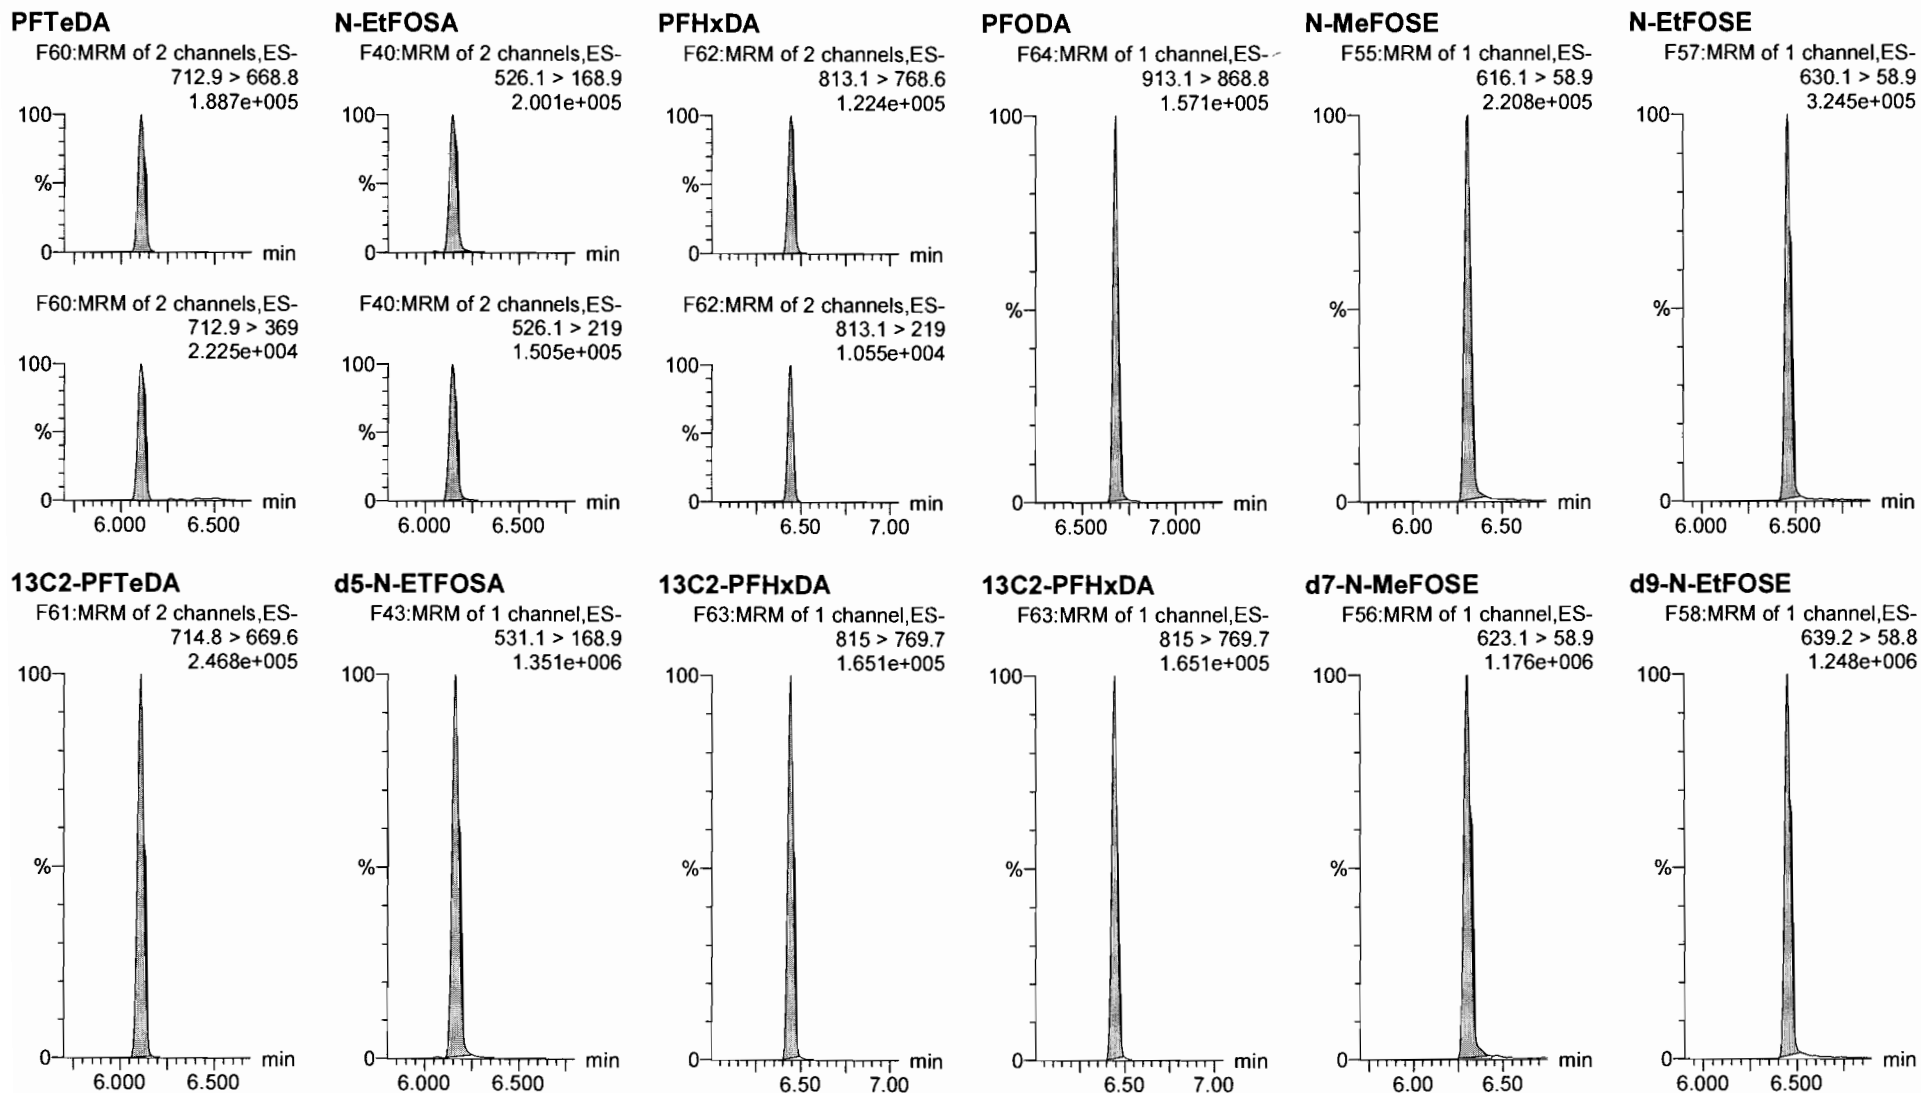 PFTeDA
F60:MRM of 2 channels,ES-
712.9 > 668.8
1.887e+005
100
%
0
min
F60:MRM of 2 channels,ES-
712.9 > 369
2.225e+004
100
%
0
min
6.000 6.500
N-EtFOSA
F40:MRM of 2 channels,ES-
526.1 > 168.9
2.001e+005
100
%
0
min
F40:MRM of 2 channels,ES-
526.1 > 219
1.505e+005
100
%
0
min
6.000 6.500
PFHxDA
F62:MRM of 2 channels,ES-
813.1 > 768.6
1.224e+005
100
%
0
min
F62:MRM of 2 channels,ES-
813.1 > 219
1.055e+004
100
%
0
min
6.50 7.00
PFODA
F64:MRM of 1 channel,ES-
913.1 > 868.8
1.571e+005
100
%
0
min
6.500 7.000
N-MeFOSE
F55:MRM of 1 channel,ES-
616.1 > 58.9
2.208e+005
100
%
0
min
6.00 6.50
N-EtFOSE
F57:MRM of 1 channel,ES-
630.1 > 58.9
3.245e+005
100
%
0
min
6.000 6.500
13C2-PFTeDA
F61:MRM of 2 channels,ES-
714.8 > 669.6
2.468e+005
100
%
0
min
6.000 6.500
d5-N-ETFOSA
F43:MRM of 1 channel,ES-
531.1 > 168.9
1.351e+006
100
%
0
min
6.000 6.500
13C2-PFHxDA
F63:MRM of 1 channel,ES-
815 > 769.7
1.651e+005
100
%
0
min
6.50 7.00
13C2-PFHxDA
F63:MRM of 1 channel,ES-
815 > 769.7
1.651e+005
100
%
0
min
6.50 7.00
d7-N-MeFOSE
F56:MRM of 1 channel,ES-
623.1 > 58.9
1.176e+006
100
%
0
min
6.00 6.50
d9-N-EtFOSE
F58:MRM of 1 channel,ES-
639.2 > 58.8
1.248e+006
100
%
0
min
6.000 6.500